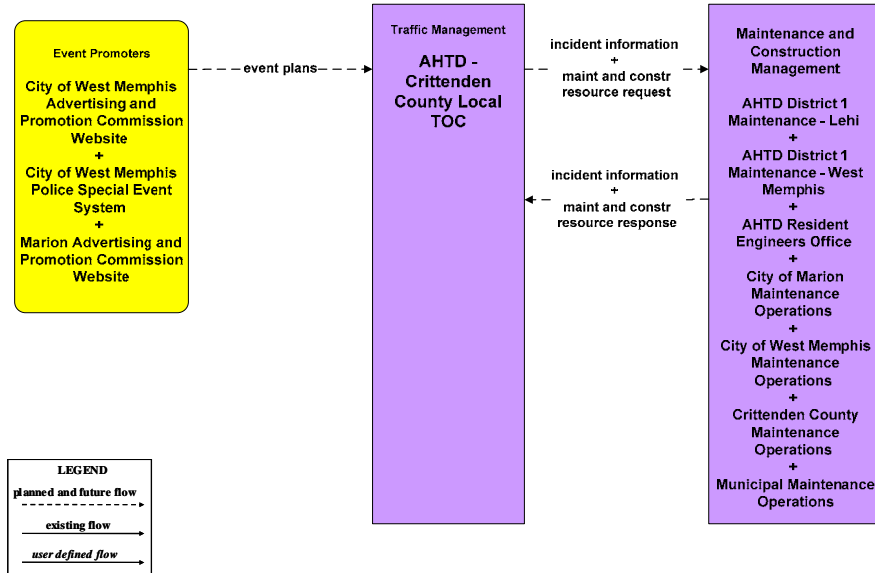 Event Promoters
City of West Memphis
Advertising and
Promotion Commission
Website
+
City of West Memphis
Police Special Event
System
+
Marion Advertising and
Promotion Commission
Website
event plans
Traffic Management
AHTD -
Crittenden
County Local
TOC
incident information
+
maint and constr
resource request
incident information
+
maint and constr
resource response
Maintenance and
Construction
Management
AHTD District 1
Maintenance - Lehi
+
AHTD District 1
Maintenance - West
Memphis
+
AHTD Resident
Engineers Office
+
City of Marion
Maintenance
Operations
+
City of West Memphis
Maintenance
Operations
+
Crittenden County
Maintenance
Operations
+
Municipal Maintenance
Operations
LEGEND
planned and future flow
existing flow
user defined flow